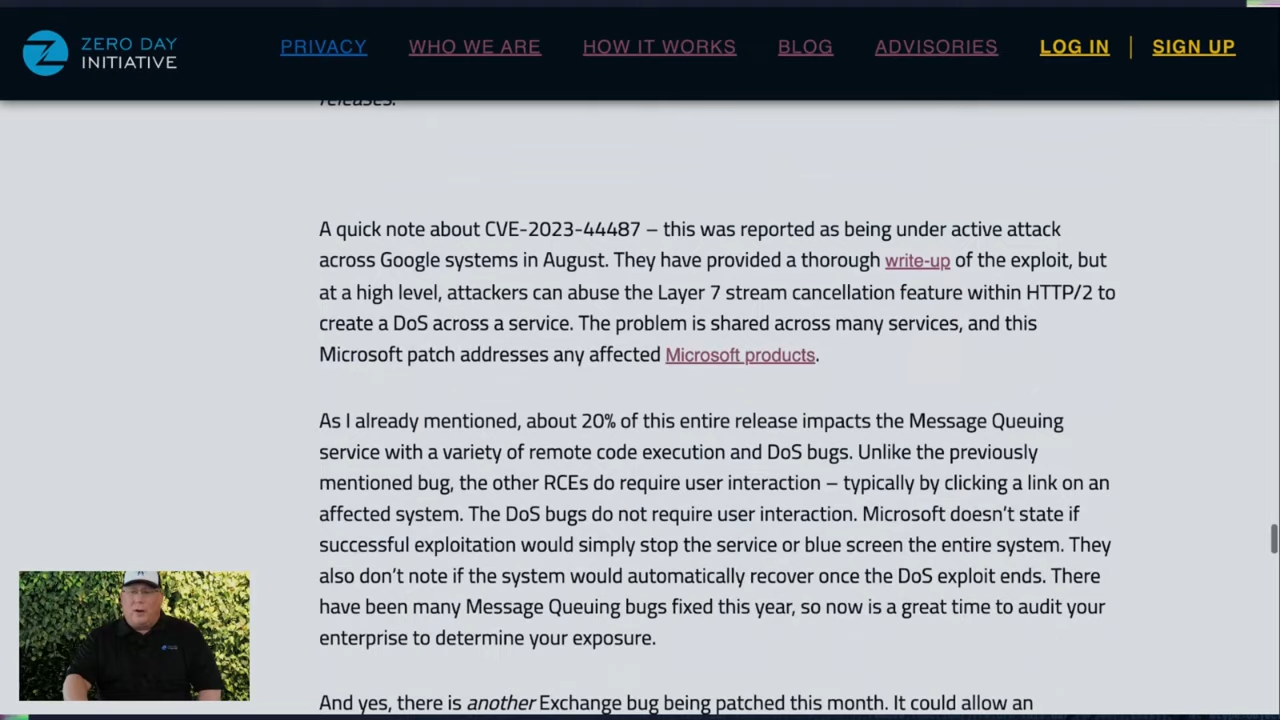 ZERO DAY
INITIATIVE
PRIVACY
WHO WE ARE
HOW IT WORKS
BLOG
ADVISORIES
LOG IN | SIGN UP
releases.
A quick note about CVE-2023-44487 – this was reported as being under active attack
across Google systems in August. They have provided a thorough write-up of the exploit, but
at a high level, attackers can abuse the Layer 7 stream cancellation feature within HTTP/2 to
create a DoS across a service. The problem is shared across many services, and this
Microsoft patch addresses any affected Microsoft products.
As I already mentioned, about 20% of this entire release impacts the Message Queuing
service with a variety of remote code execution and DoS bugs. Unlike the previously
mentioned bug, the other RCEs do require user interaction – typically by clicking a link on an
affected system. The DoS bugs do not require user interaction. Microsoft doesn’t state if
successful exploitation would simply stop the service or blue screen the entire system. They
also don’t note if the system would automatically recover once the DoS exploit ends. There
have been many Message Queuing bugs fixed this year, so now is a great time to audit your
enterprise to determine your exposure.
And yes, there is another Exchange bug being patched this month. It could allow an